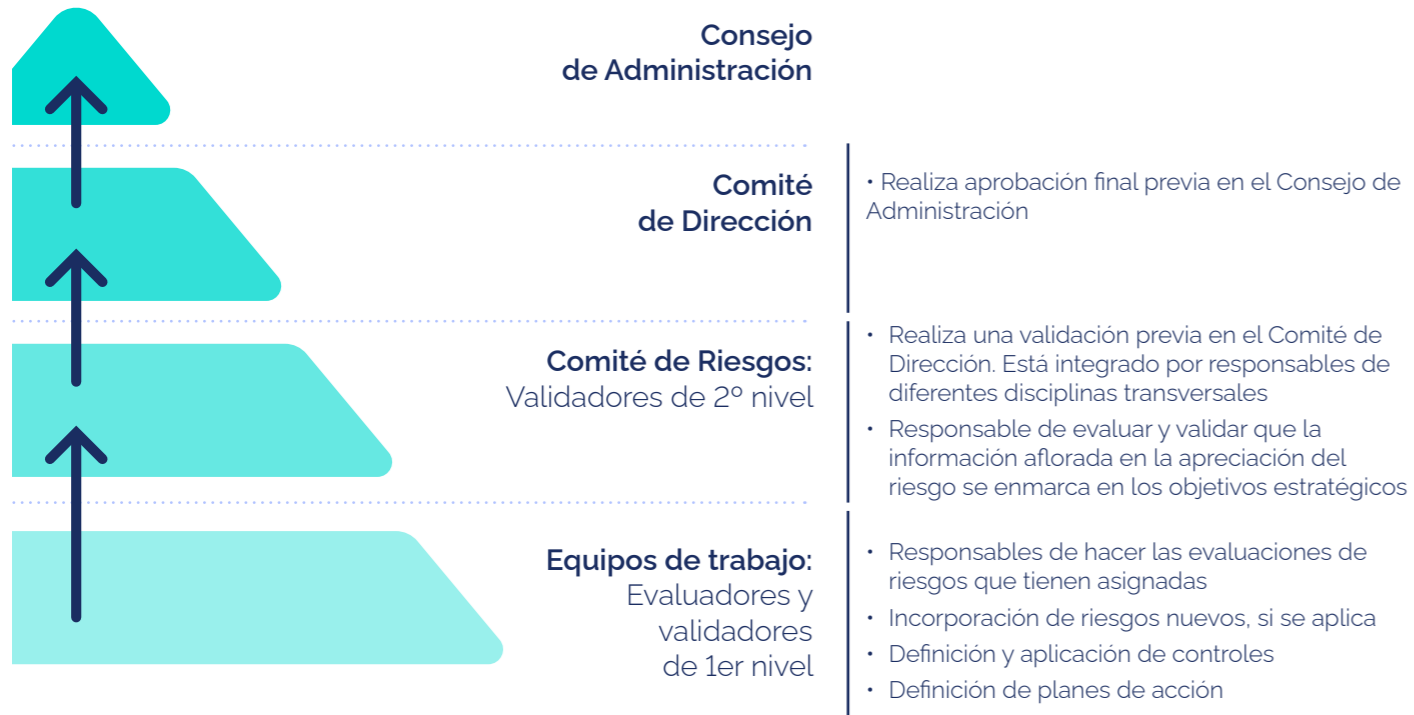 Consejo
de Administración
Comité
de Dirección
• Realiza aprobación final previa en el Consejo de
Administración
Comité de Riesgos:
Validadores de 2º nivel
• Realiza una validación previa en el Comité de
Dirección. Está integrado por responsables de
diferentes disciplinas transversales
• Responsable de evaluar y validar que la
información aflorada en la apreciación del
riesgo se enmarca en los objetivos estratégicos
Equipos de trabajo:
Evaluadores y
validadores
de 1er nivel
• Responsables de hacer las evaluaciones de
riesgos que tienen asignadas
• Incorporación de riesgos nuevos, si se aplica
• Definición y aplicación de controles
• Definición de planes de acción